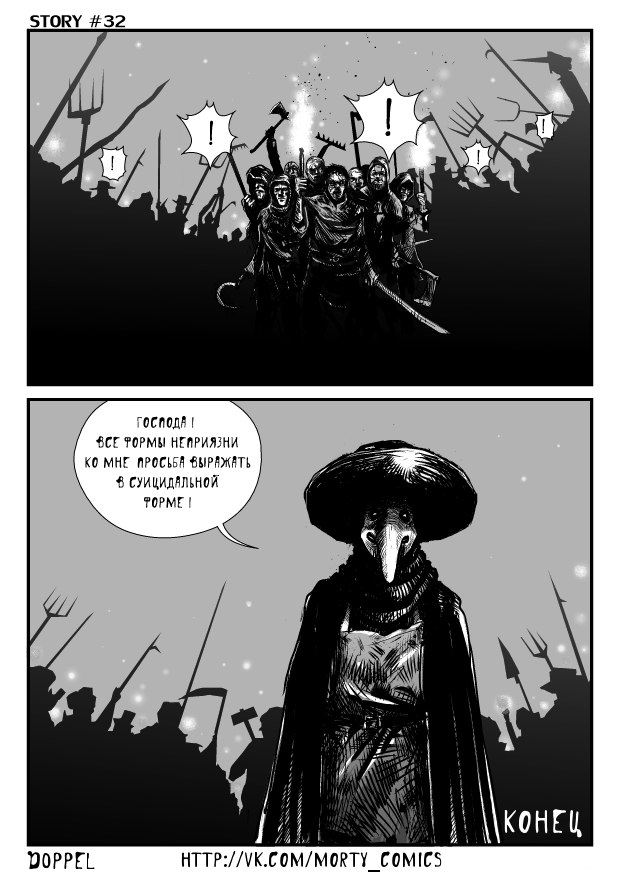 STORY #32
!
!
!
!
!
ГОСПОДА!
ВСЕ ФОРМЫ НЕПРИЯЗНИ
КО МНЕ ПРОСЬБА ВЫРАЖАТЬ
В СУИЦИДАЛЬНОЙ
ФОРМЕ!
КОНЕЦ
DOPPEL
HTTP://VK.COM/MORTY_COMICS